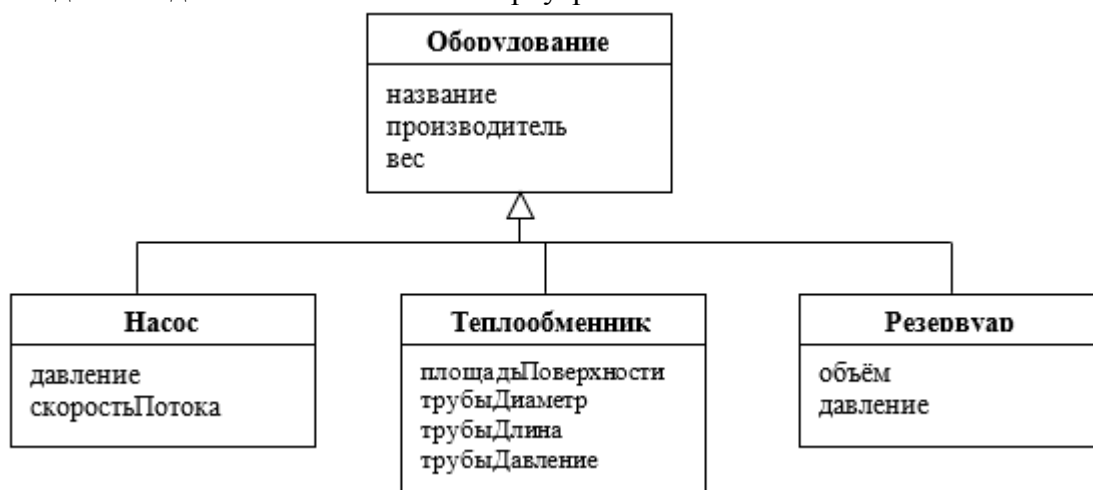 Оборудование
название
производитель
вес
Насос
давление
скоростьПотока
Теплообменник
площадьПоверхности
трубыДиаметр
трубыДлина
трубыДавление
Резервуар
объём
давление